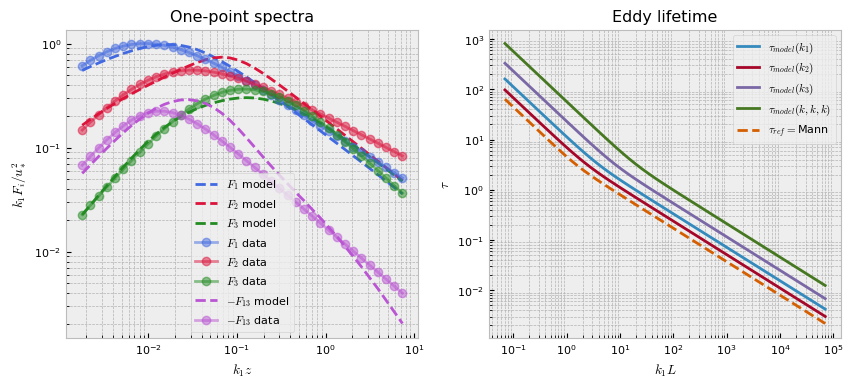 One-point spectra
k₁F_i/u_*²
10⁰
10⁻¹
10⁻²
F₁ model
F₂ model
F₃ model
F₁ data
F₂ data
F₃ data
−F₁₃ model
−F₁₃ data
10⁻²
10⁻¹
10⁰
10¹
k₁z
Eddy lifetime
τ
10³
10²
10¹
10⁰
10⁻¹
10⁻²
τ_model(k₁)
τ_model(k₂)
τ_model(k₃)
τ_model(k, k, k)
τ_ref = Mann
10⁻¹
10⁰
10¹
10²
10³
10⁴
10⁵
k₁L